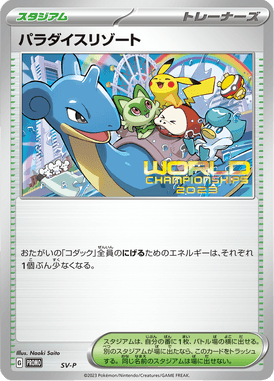 スタジアム
トレーナーズ
パラダイスリゾート
WORLD
CHAMPIONSHIPS
2023
おたがいの「コダック」全員のにげるためのエネルギーは、それぞれ
1個ぶん少なくなる。
Illus. Naoki Saito
G PROMO SV-P
スタジアムは、自分の番に1枚、バトル場の横に出せる。
別のスタジアムが場に出たなら、このカードをトラッシュ
する。同じ名前のスタジアムは場に出せない。
©2023 Pokémon/Nintendo/Creatures/GAME FREAK.